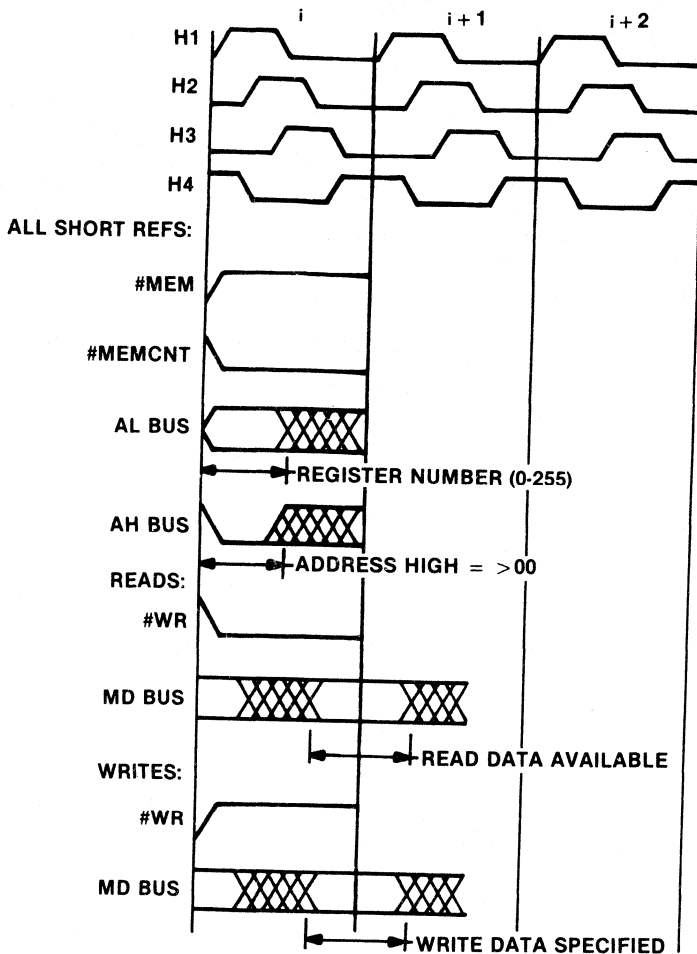 i i + 1 i + 2
H1
H2
H3
H4
ALL SHORT REFS:
#MEM
#MEMCNT
AL BUS
REGISTER NUMBER (0-255)
AH BUS
ADDRESS HIGH = >00
READS:
#WR
MD BUS
READ DATA AVAILABLE
WRITES:
#WR
MD BUS
WRITE DATA SPECIFIED